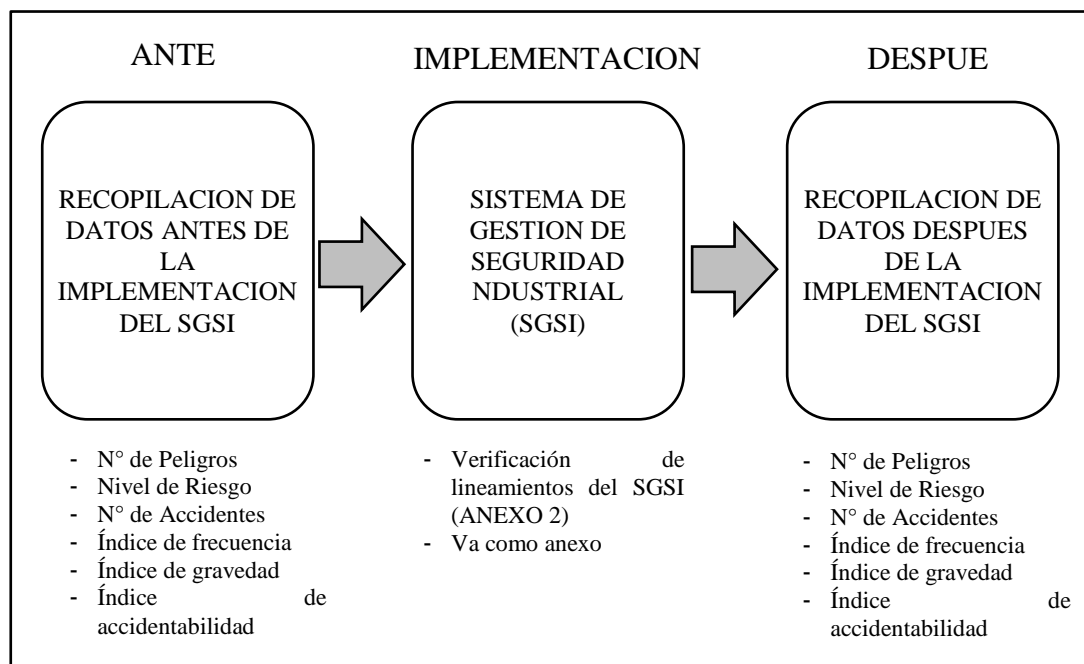 ANTE
IMPLEMENTACION
DESPUE
RECOPILACION DE
DATOS ANTES DE
LA
IMPLEMENTACION
DEL SGSI
SISTEMA DE
GESTION DE
SEGURIDAD
NDUSTRIAL
(SGSI)
RECOPILACION DE
DATOS DESPUES
DE LA
IMPLEMENTACION
DEL SGSI
- N° de Peligros
- Nivel de Riesgo
- N° de Accidentes
- Índice de frecuencia
- Índice de gravedad
- Índice de
accidentabilidad
- Verificación de
lineamientos del SGSI
(ANEXO 2)
- Va como anexo
- N° de Peligros
- Nivel de Riesgo
- N° de Accidentes
- Índice de frecuencia
- Índice de gravedad
- Índice de
accidentabilidad